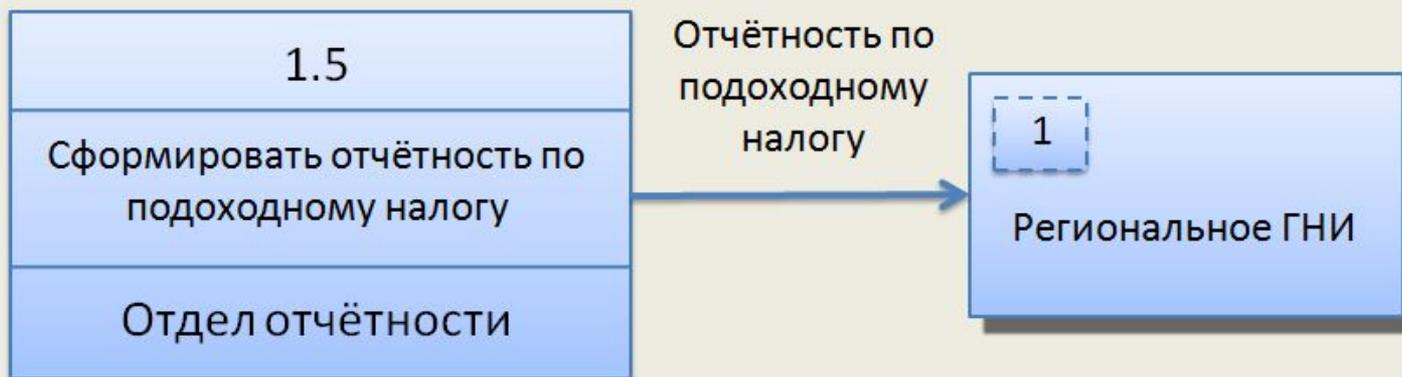 1.5
Сформировать отчётность по
подоходному налогу
Отдел отчётности
Отчётность по
подоходному
налогу
1
Региональное ГНИ